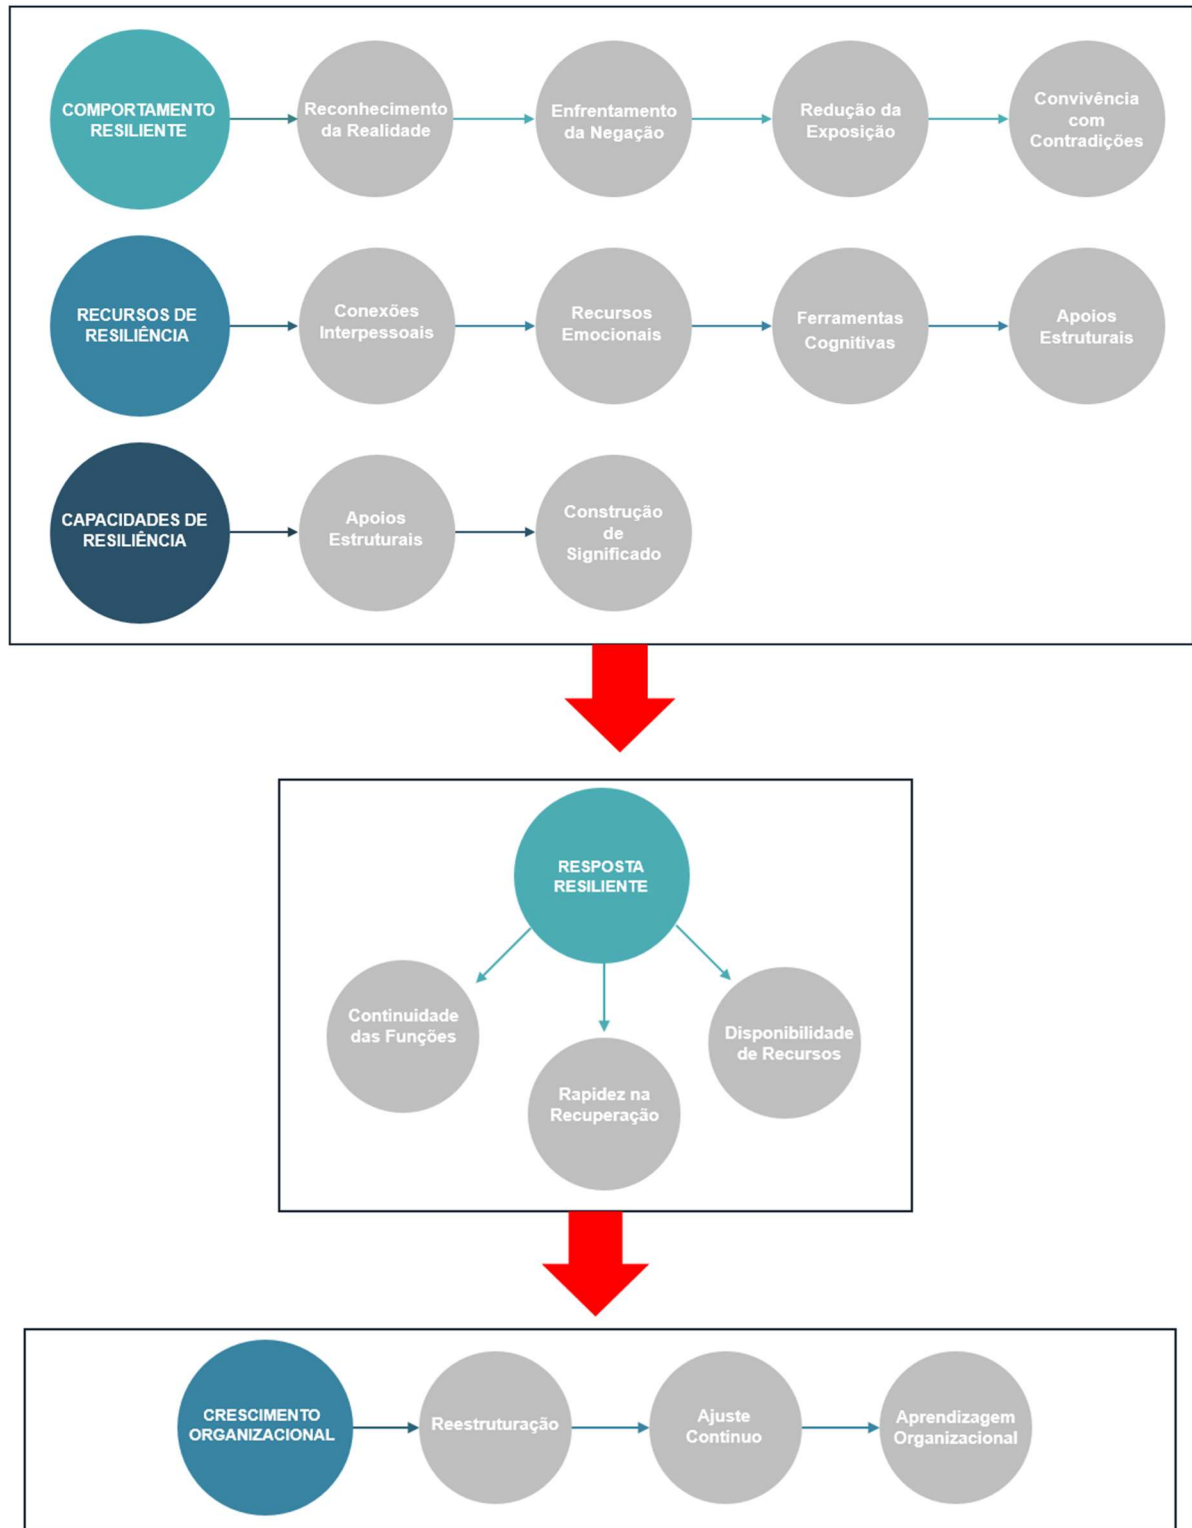 COMPORTAMENTO
RESILIENTE
Reconhecimento
da Realidade
Enfrentamento
da Negação
Redução da
Exposição
Convivência
com
Contradições
RECURSOS DE
RESILIÊNCIA
Conexões
Interpessoais
Recursos
Emocionais
Ferramentas
Cognitivas
Apoios
Estruturais
CAPACIDADES DE
RESILIÊNCIA
Apoios
Estruturais
Construção
de
Significado
RESPOSTA
RESILIENTE
Continuidade
das Funções
Rapidez na
Recuperação
Disponibilidade
de Recursos
CRESCIMENTO
ORGANIZACIONAL
Reestruturação
Ajuste
Contínuo
Aprendizagem
Organizacional